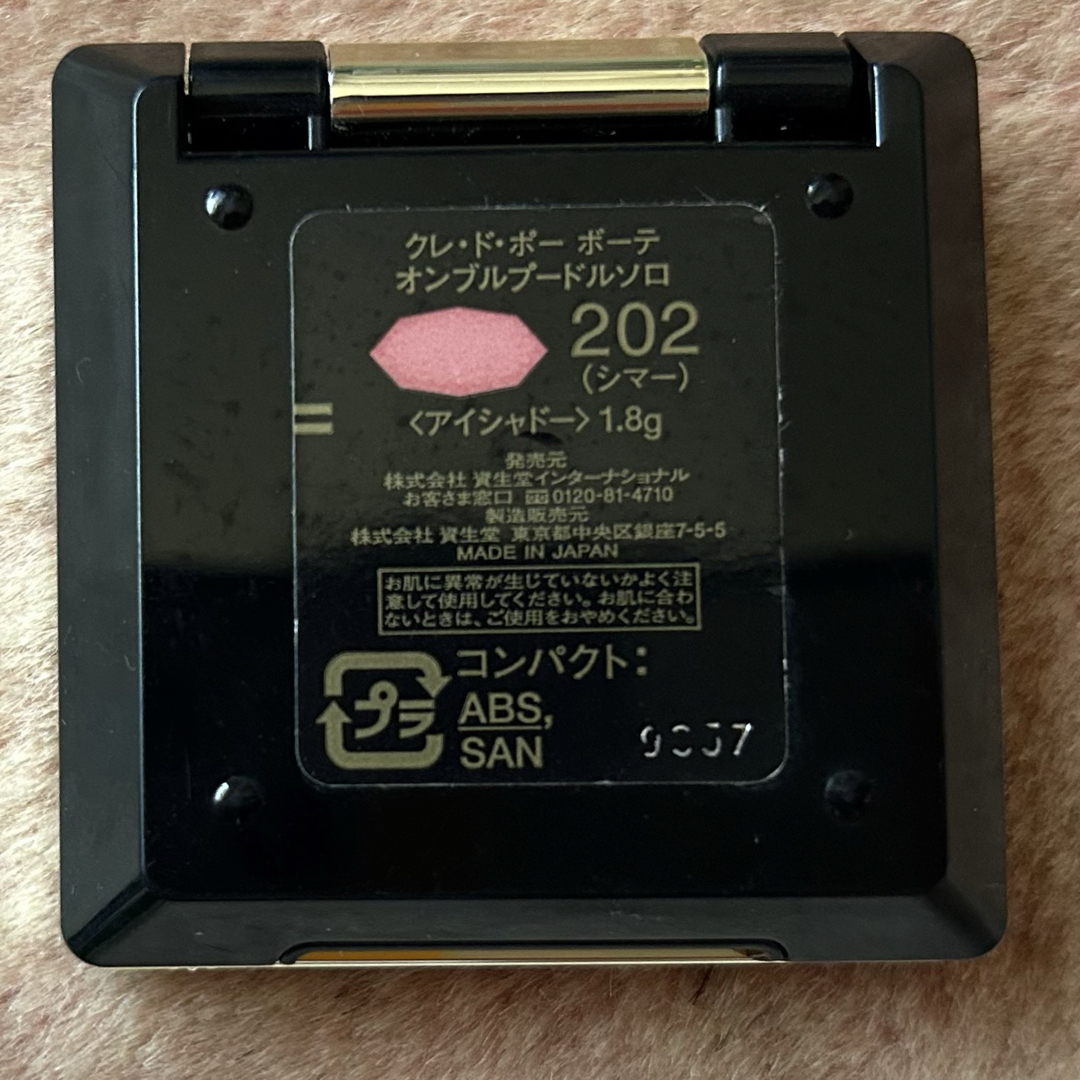 クレ・ド・ポー ボーテ
オンブルプードルソロ
202
(シマー)
〈アイシャドー〉1.8g
発売元
株式会社 資生堂インターナショナル
お客さま窓口 0120-81-4710
製造販売元
株式会社 資生堂 東京都中央区銀座7-5-5
MADE IN JAPAN
お肌に異常が生じていないかよく注
意して使用してください。お肌に合わ
ないときは、ご使用をおやめください。
プラ
コンパクト:
ABS,
SAN